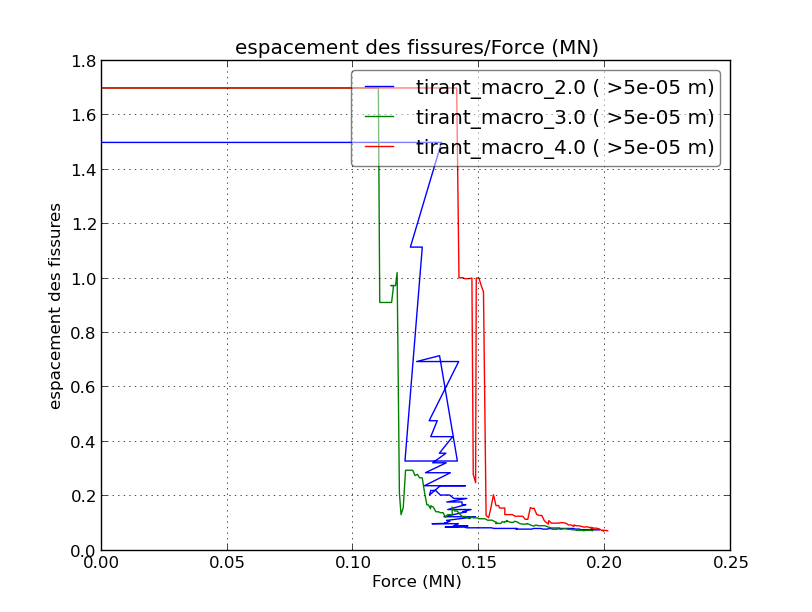 espacement des fissures/Force (MN)
tirant_macro_2.0 ( >5e-05 m)
tirant_macro_3.0 ( >5e-05 m)
tirant_macro_4.0 ( >5e-05 m)
espacement des fissures
1.8
1.6
1.4
1.2
1.0
0.8
0.6
0.4
0.2
0.0
0.00 0.05 0.10 0.15 0.20 0.25
Force (MN)